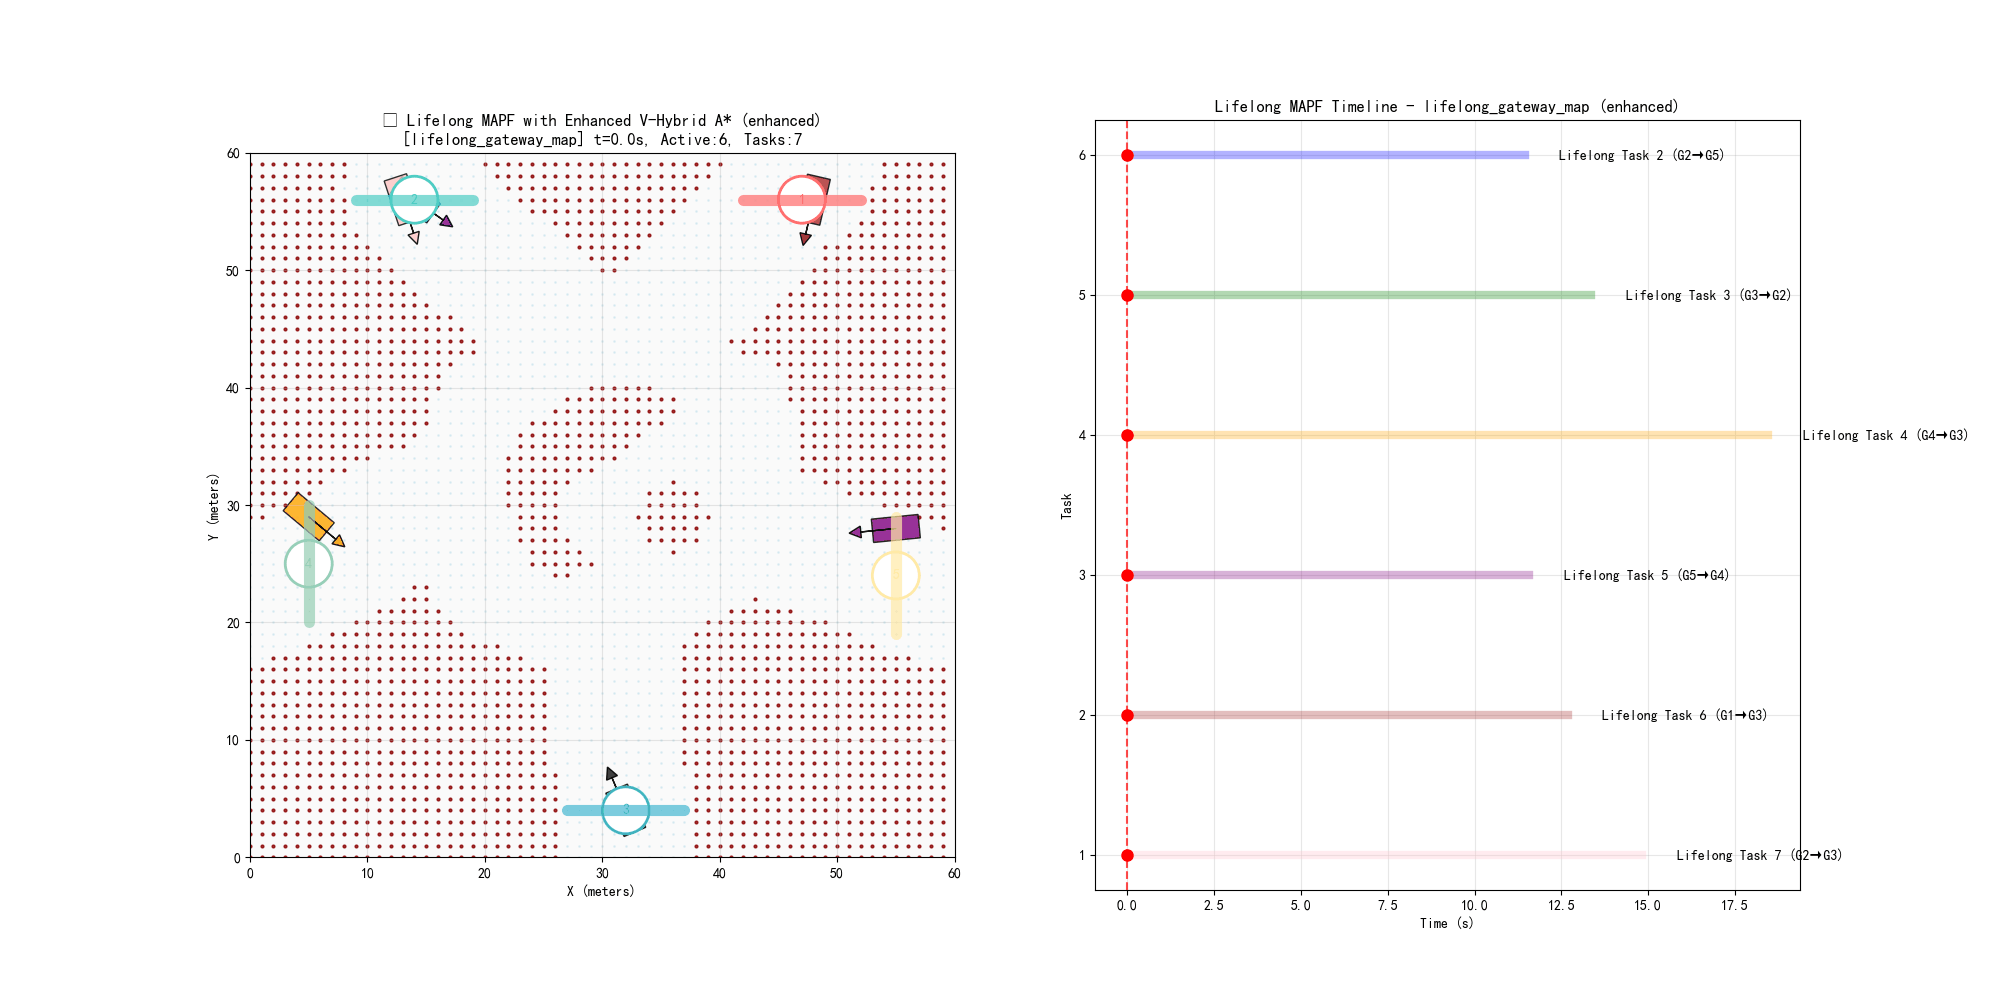 □ Lifelong MAPF with Enhanced V-Hybrid A* (enhanced)
[lifelong_gateway_map] t=0.0s, Active:6, Tasks:7
60
50
40
30
20
10
0
Y (meters)
2
1
4
3
0
10
20
30
40
50
60
X (meters)
Lifelong MAPF Timeline - lifelong_gateway_map (enhanced)
6
5
4
3
2
1
Task
Lifelong Task 2 (G2→G5)
Lifelong Task 3 (G3→G2)
Lifelong Task 4 (G4→G3)
Lifelong Task 5 (G5→G4)
Lifelong Task 6 (G1→G3)
Lifelong Task 7 (G2→G3)
0.0
2.5
5.0
7.5
10.0
12.5
15.0
17.5
Time (s)